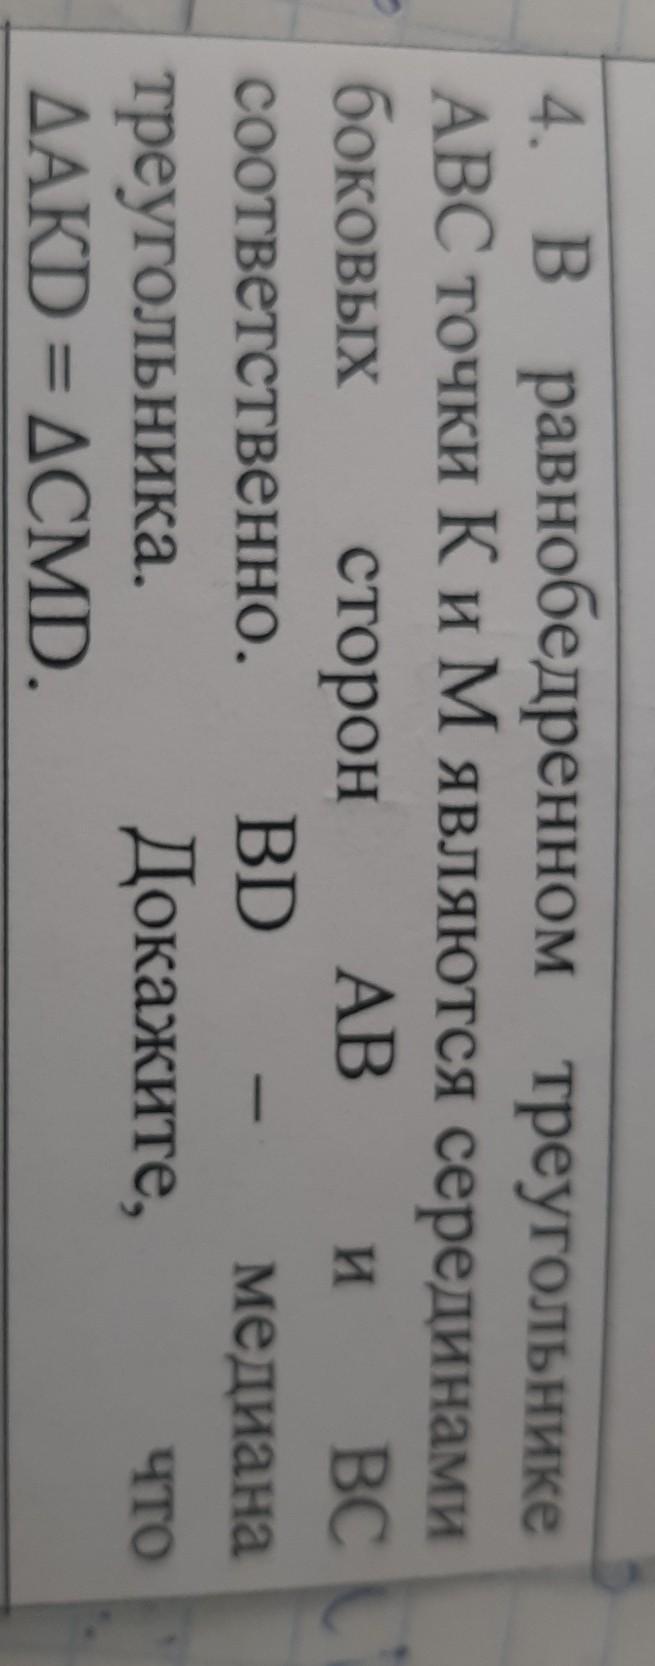 4. В равнобедренном треугольнике
АВС точки К и М являются серединами
боковых сторон АВ и ВС
соответственно. BD – медиана
треугольника. Докажите, что
ΔAKD = ΔCMD.